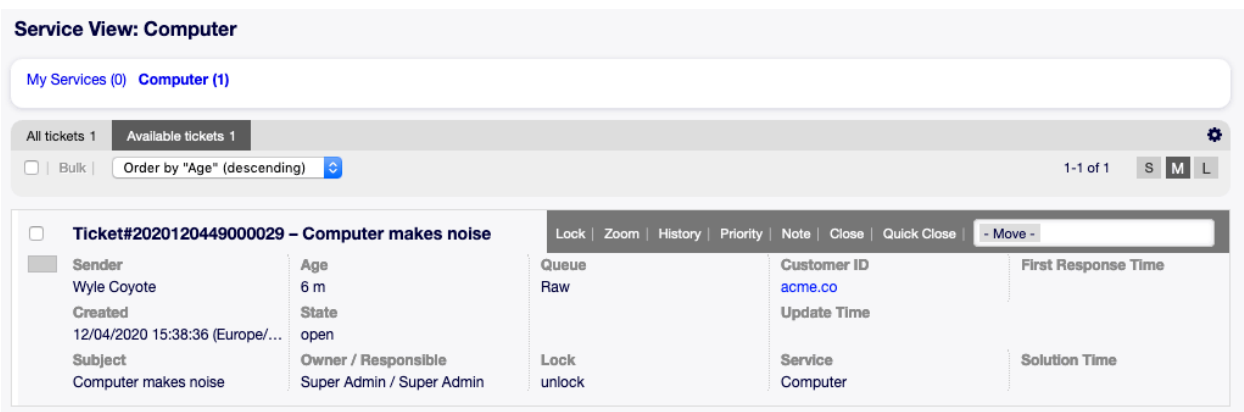 Service View: Computer
My Services (0) Computer (1)
All tickets 1 Available tickets 1
Bulk | Order by "Age" (descending) 1-1 of 1 S M L
Ticket#2020120449000029 – Computer makes noise Lock | Zoom | History | Priority | Note | Close | Quick Close | - Move -
Sender Age Queue Customer ID First Response Time
Wyle Coyote 6 m Raw acme.co
Created State Update Time
12/04/2020 15:38:36 (Europe/... open
Subject Owner / Responsible Lock Service Solution Time
Computer makes noise Super Admin / Super Admin unlock Computer